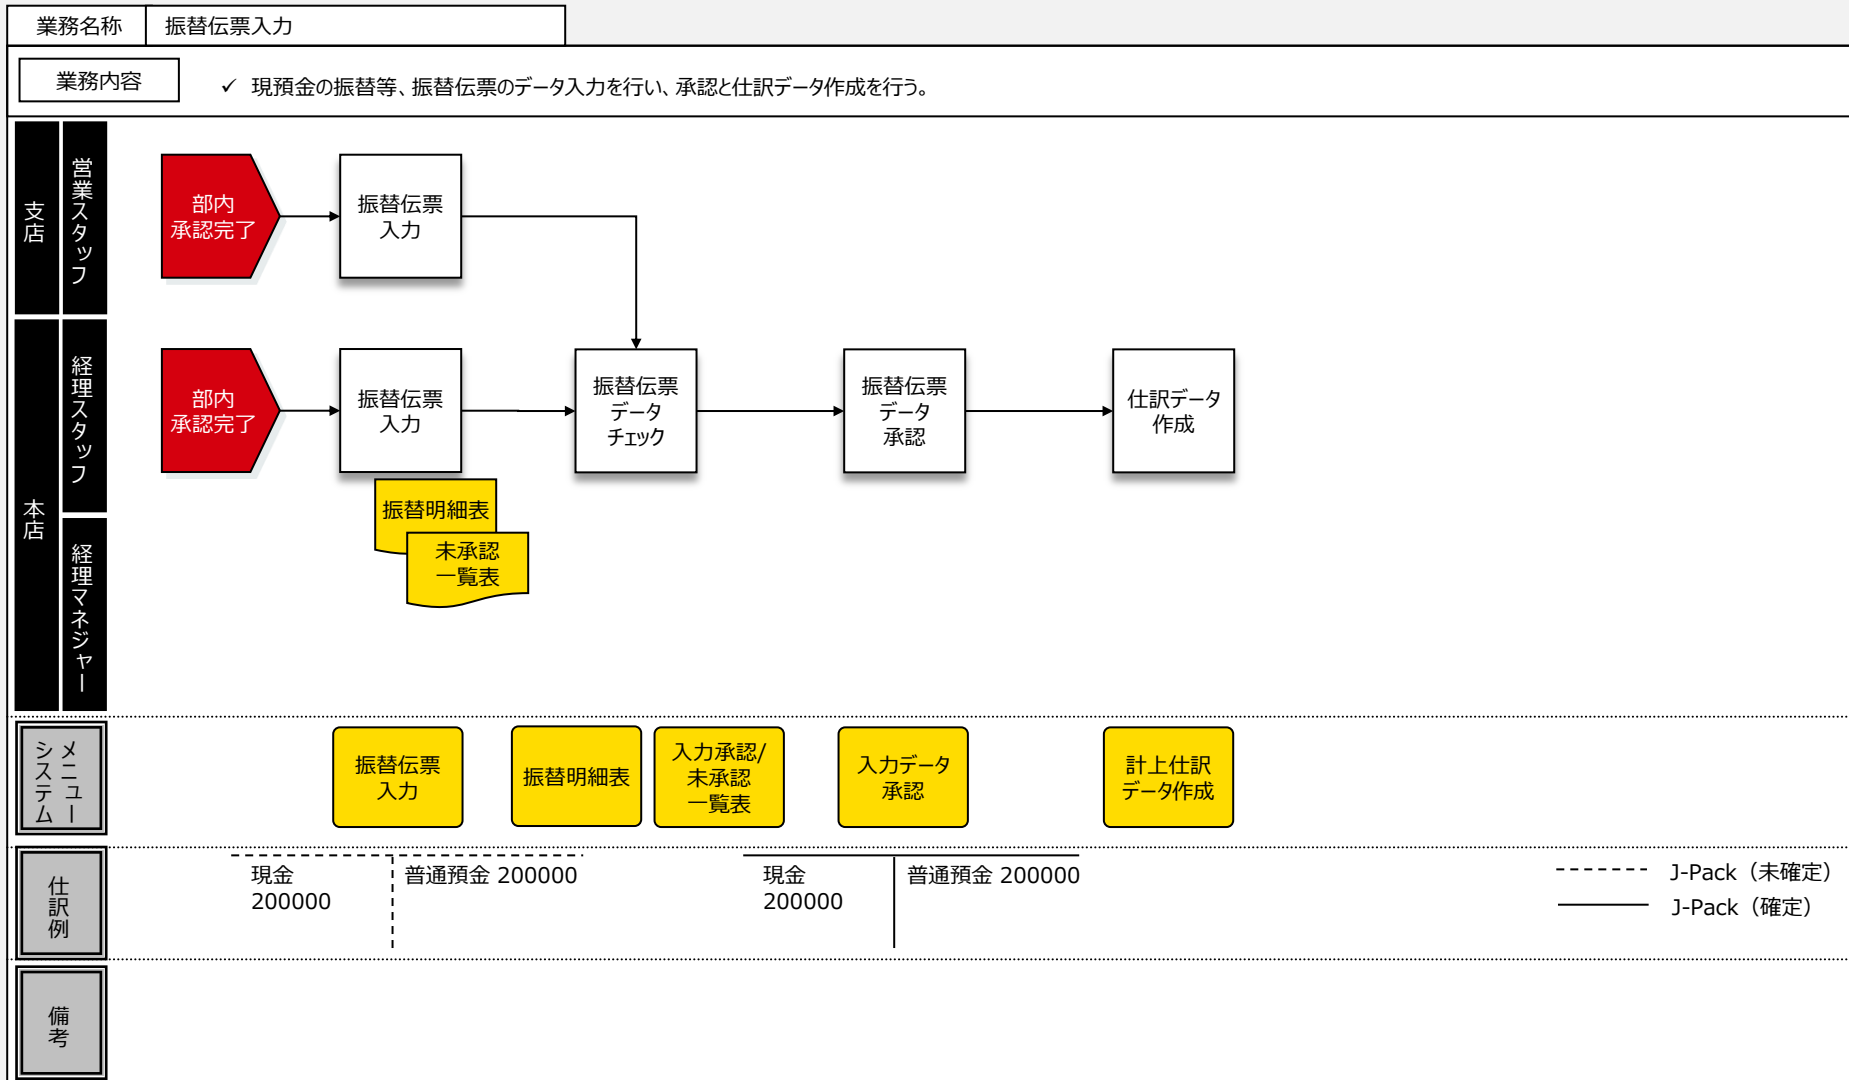 業務名称
振替伝票入力
業務内容
✓ 現預金の振替等、振替伝票のデータ入力を行い、承認と仕訳データ作成を行う。
支店
営業スタッフ
部内
承認完了
振替伝票
入力
本店
経理スタッフ
部内
承認完了
振替伝票
入力
振替伝票
データ
チェック
振替伝票
データ
承認
仕訳データ
作成
振替明細表
未承認
一覧表
経理マネジャー
メニュー
システム
振替伝票
入力
振替明細表
入力承認/
未承認
一覧表
入力データ
承認
計上仕訳
データ作成
仕訳例
現金
200000
普通預金 200000
現金
200000
普通預金 200000
J-Pack（未確定）
J-Pack（確定）
備考